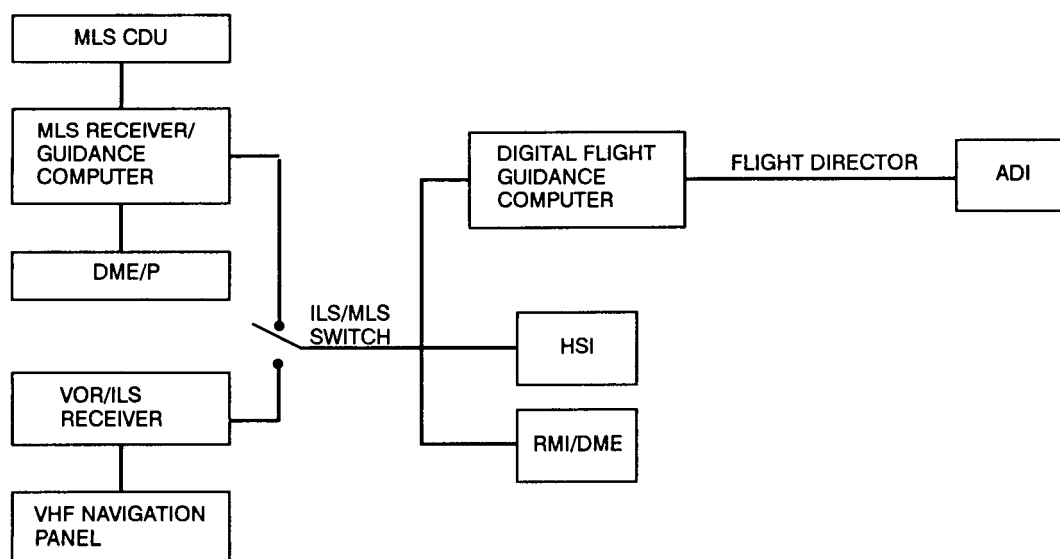 MLS CDU
MLS RECEIVER/
GUIDANCE
COMPUTER
DME/P
ILS/MLS
SWITCH
VOR/ILS
RECEIVER
VHF NAVIGATION
PANEL
DIGITAL FLIGHT
GUIDANCE
COMPUTER
FLIGHT DIRECTOR
ADI
HSI
RMI/DME